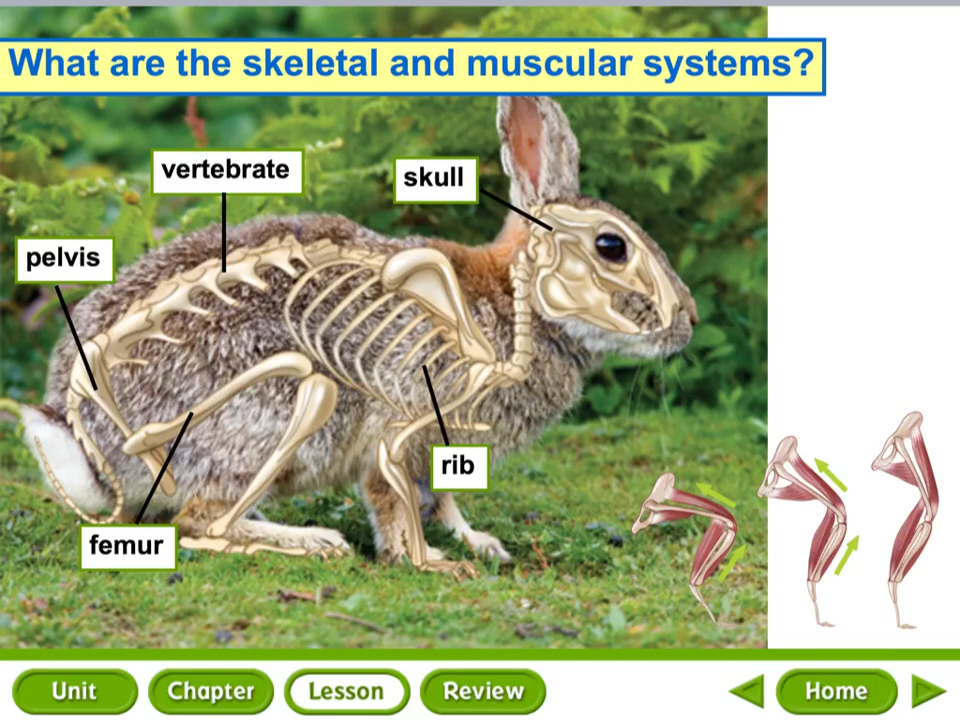 What are the skeletal and muscular systems?
vertebrate
skull
pelvis
rib
femur
Unit
Chapter
Lesson
Review
Home